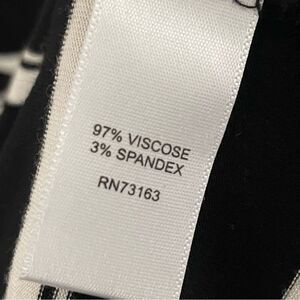 97% VISCOSE
3% SPANDEX
RN73163